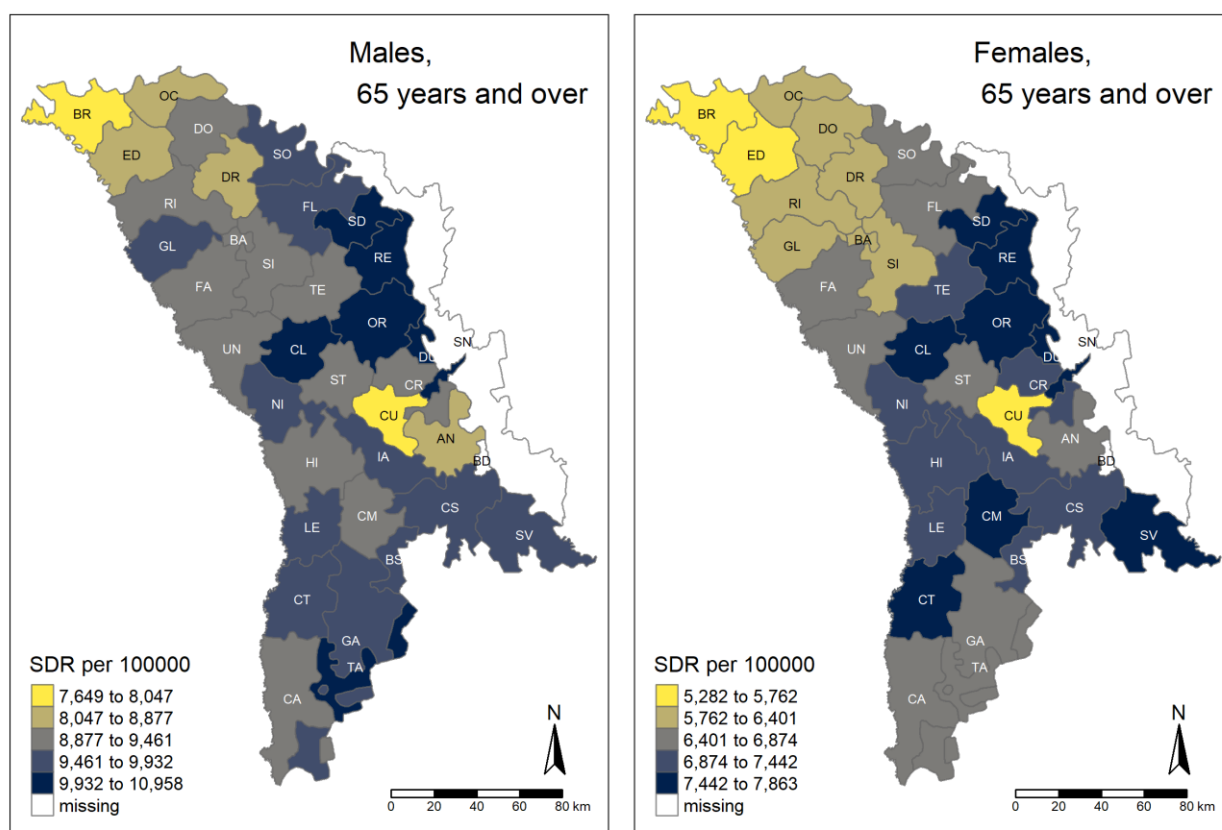 Males,
65 years and over
BR
OC
DO
ED
SO
DR
RI
FL
SD
GL
BA
SI
RE
FA
TE
OR
UN
CL
DU
SN
ST
CR
NI
CU
AN
IA
HI
BD
CS
CM
LE
SV
BS
CT
GA
TA
CA
SDR per 100000
7,649 to 8,047
8,047 to 8,877
8,877 to 9,461
9,461 to 9,932
9,932 to 10,958
missing
N
0 20 40 60 80 km
Females,
65 years and over
BR
OC
DO
ED
SO
DR
RI
FL
SD
GL
BA
SI
RE
FA
TE
OR
UN
CL
DU
SN
ST
CR
NI
CU
AN
IA
HI
BD
CS
CM
LE
SV
BS
CT
GA
TA
CA
SDR per 100000
5,282 to 5,762
5,762 to 6,401
6,401 to 6,874
6,874 to 7,442
7,442 to 7,863
missing
N
0 20 40 60 80 km